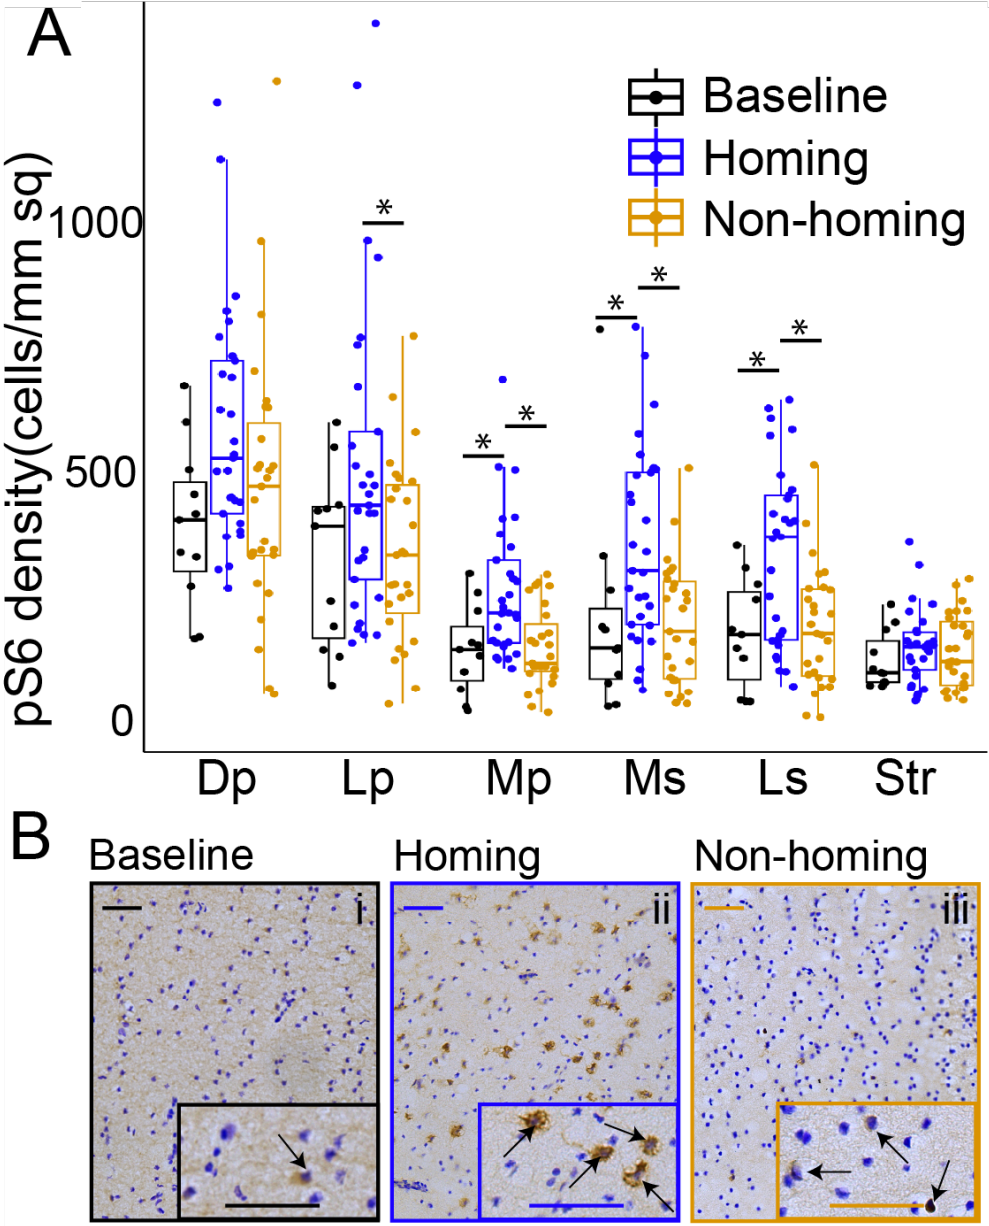 A
pS6 density(cells/mm sq)
1000
500
0
Baseline
Homing
Non-homing
*
* *
* *
* *
*
Dp Lp Mp Ms Ls Str
B
Baseline Homing Non-homing
i ii iii